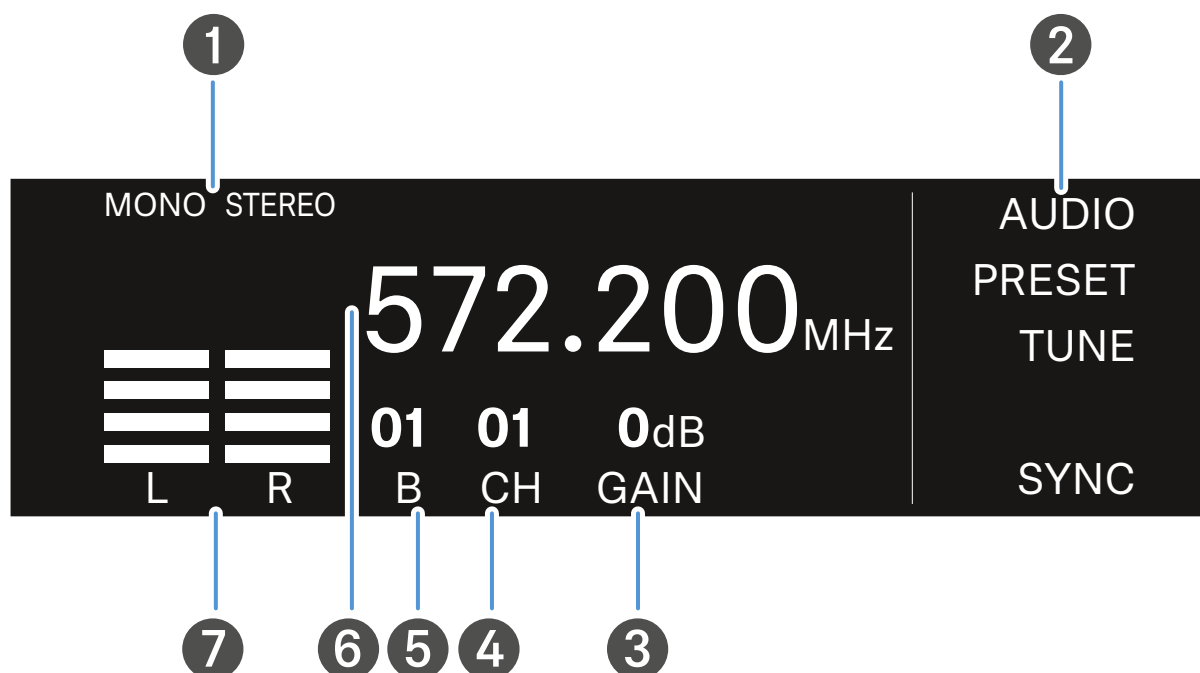 1 2
MONO STEREO
AUDIO
PRESET
TUNE
SYNC
572.200MHz
01 01 0dB
L R B CH GAIN
7 6 5 4 3